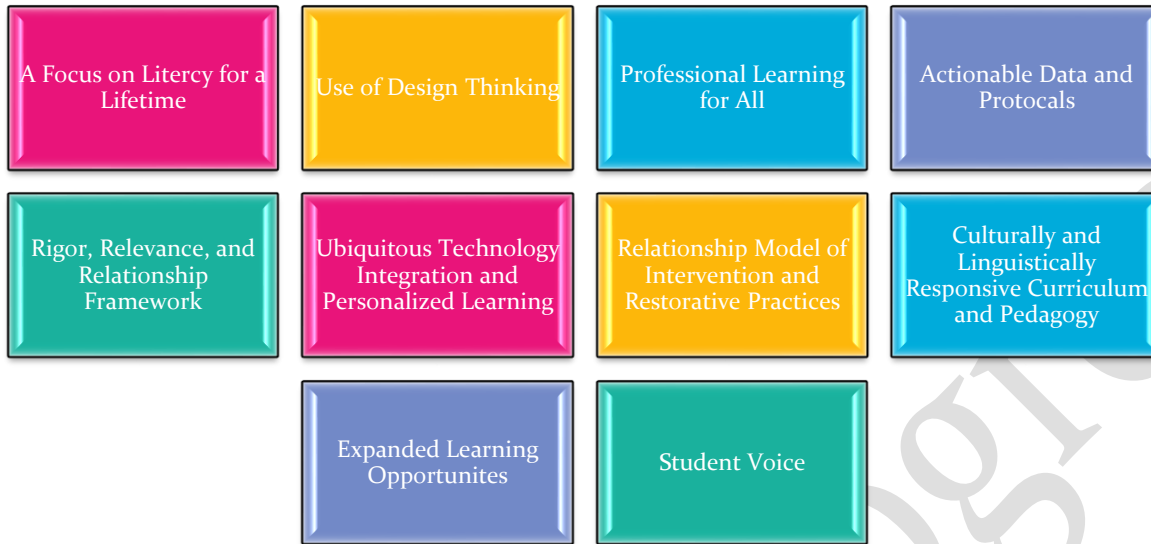 A Focus on Litercy for a
Lifetime
Use of Design Thinking
Professional Learning
for All
Actionable Data and
Protocals
Rigor, Relevance, and
Relationship
Framework
Ubiquitous Technology
Integration and
Personalized Learning
Relationship Model of
Intervention and
Restorative Practices
Culturally and
Linguistically
Responsive Curriculum
and Pedagogy
Expanded Learning
Opportunites
Student Voice